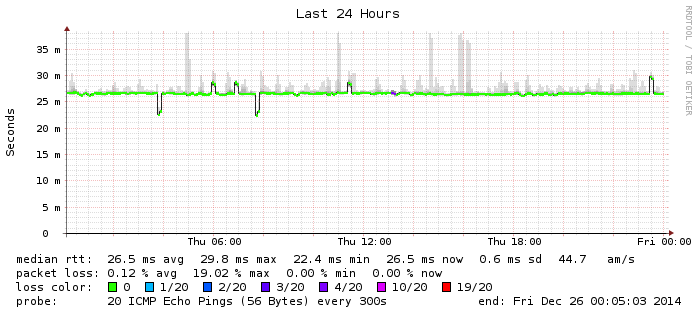 Last 24 Hours
RRDTOOL / TOBI OETIKER
Seconds
35 m
30 m
25 m
20 m
15 m
10 m
5 m
0
Thu 06:00 Thu 12:00 Thu 18:00 Fri 00:00
median rtt: 26.5 ms avg 29.8 ms max 22.4 ms min 26.5 ms now 0.6 ms sd 44.7 am/s
packet loss: 0.12 % avg 19.02 % max 0.00 % min 0.00 % now
loss color: 0 1/20 2/20 3/20 4/20 10/20 19/20
probe: 20 ICMP Echo Pings (56 Bytes) every 300s end: Fri Dec 26 00:05:03 2014